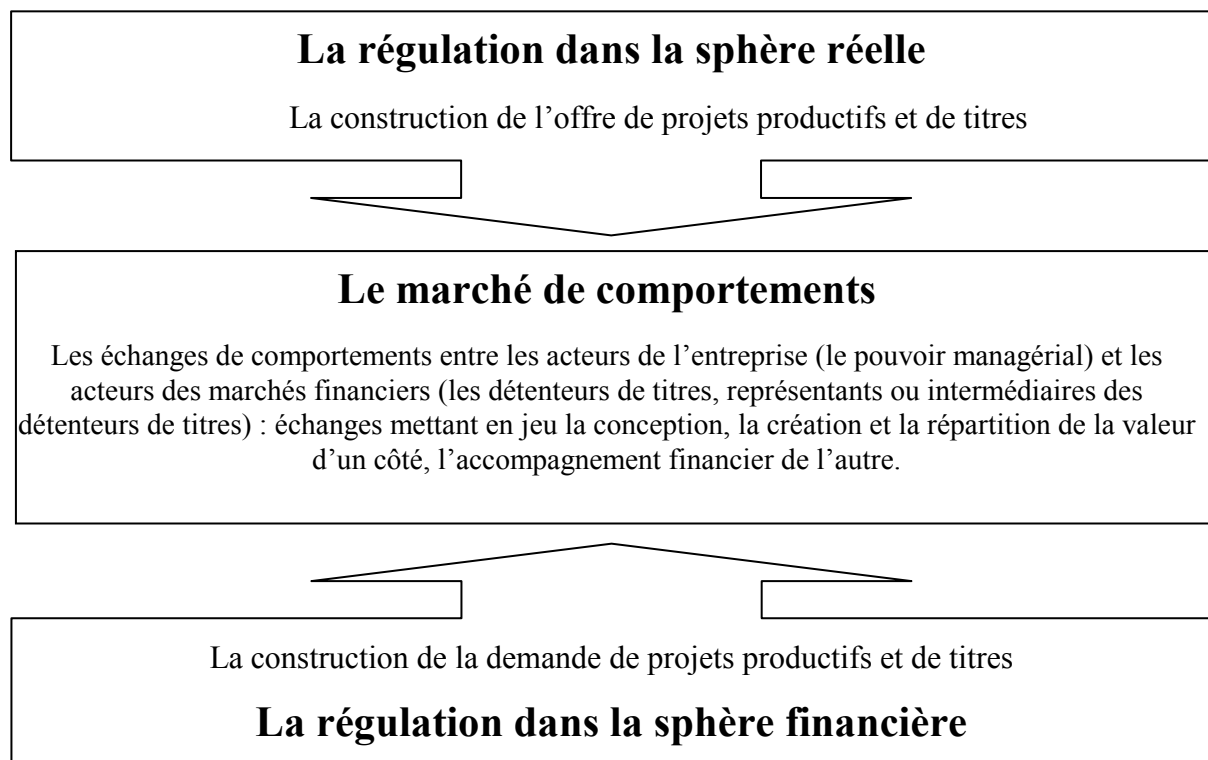 La régulation dans la sphère réelle
La construction de l’offre de projets productifs et de titres
Le marché de comportements
Les échanges de comportements entre les acteurs de l’entreprise (le pouvoir managérial) et les
acteurs des marchés financiers (les détenteurs de titres, représentants ou intermédiaires des
détenteurs de titres) : échanges mettant en jeu la conception, la création et la répartition de la valeur
d’un côté, l’accompagnement financier de l’autre.
La construction de la demande de projets productifs et de titres
La régulation dans la sphère financière